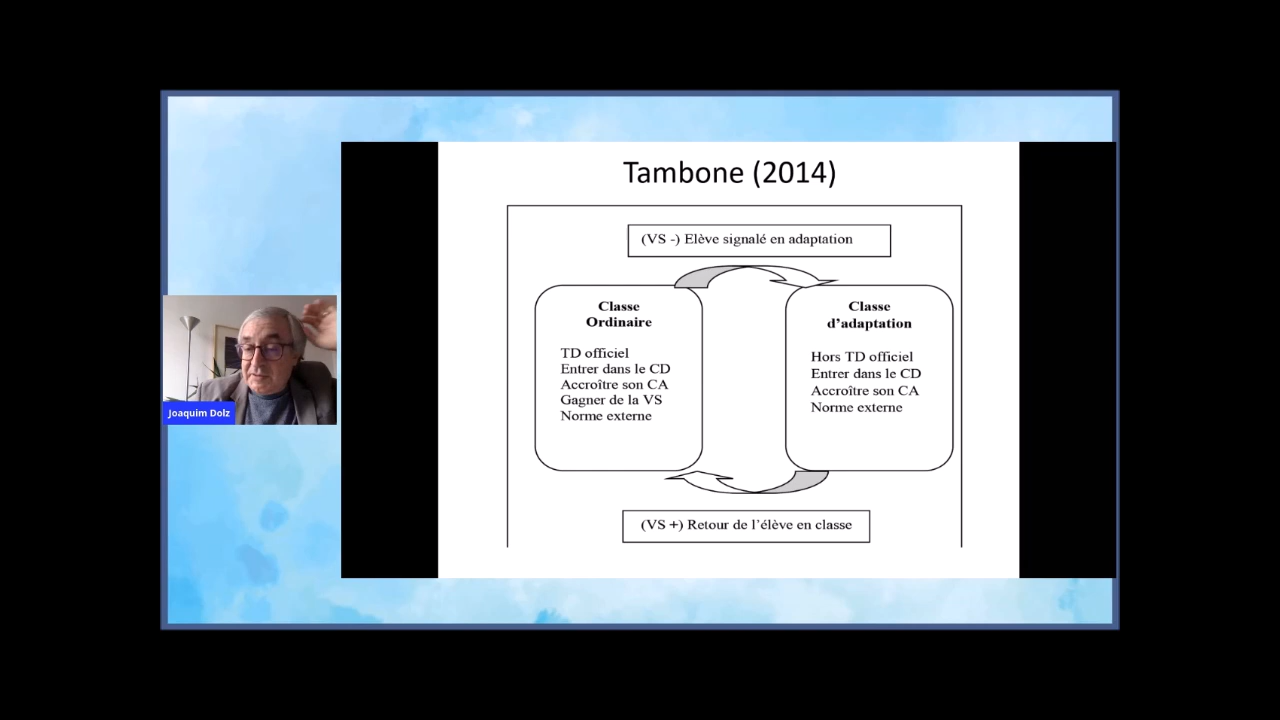 Tambone (2014)
(VS -) Elève signalé en adaptation
Classe
Ordinaire
TD officiel
Entrer dans le CD
Accroître son CA
Gagner de la VS
Norme externe
Classe
d'adaptation
Hors TD officiel
Entrer dans le CD
Accroître son CA
Norme externe
(VS +) Retour de l'élève en classe
Joaquim Dolz